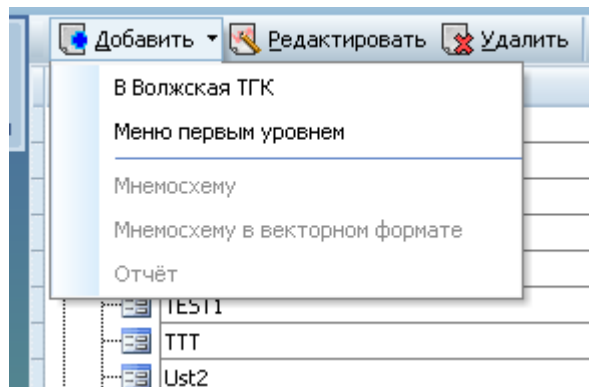 Добавить Редактировать Удалить
В Волжская ТГК
Меню первым уровнем
Мнемосхему
Мнемосхему в векторном формате
Отчёт
TEST1
TTT
Ust2